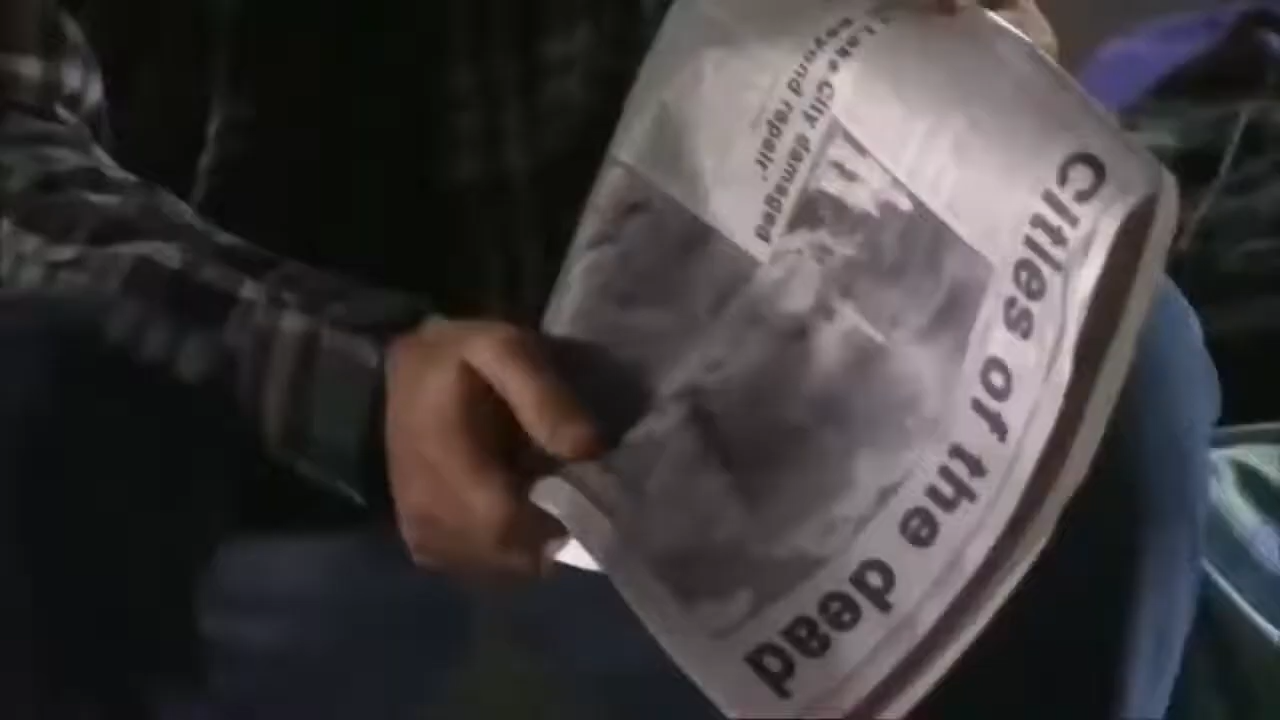 Cities of the dead
Lake City damaged
beyond repair'